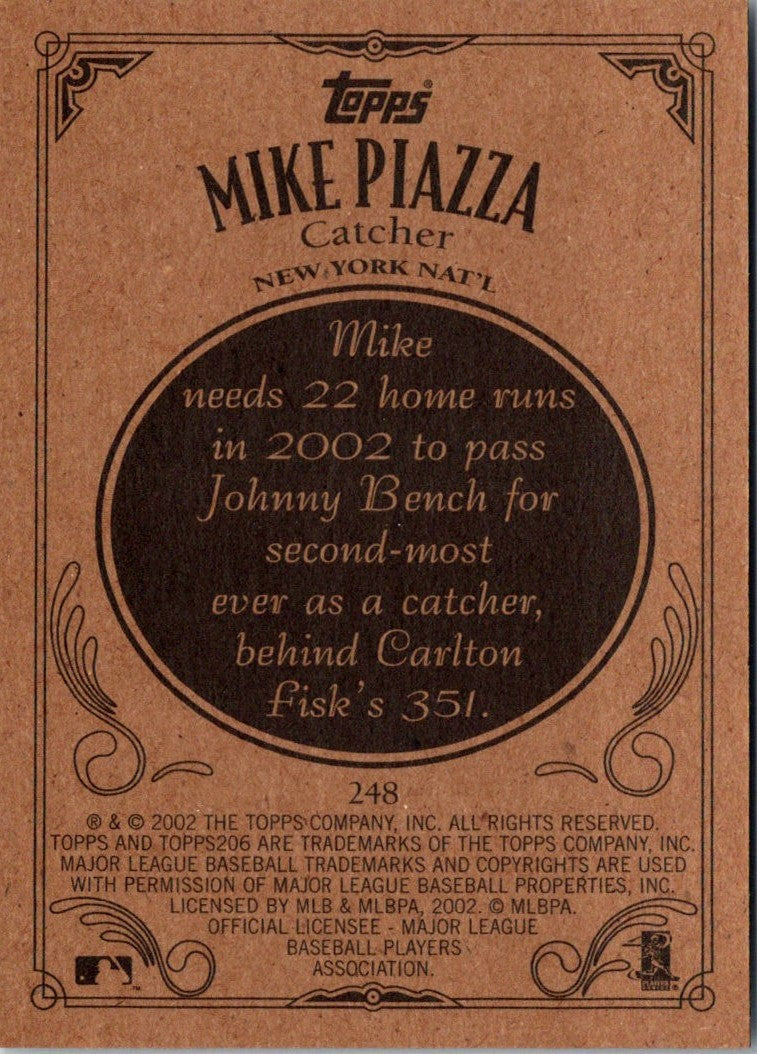 Topps®
MIKE PIAZZA
Catcher
NEW YORK NAT'L
Mike
needs 22 home runs
in 2002 to pass
Johnny Bench for
second-most
ever as a catcher,
behind Carlton
Fisk's 351.
248
® & © 2002 THE TOPPS COMPANY, INC. ALL RIGHTS RESERVED.
TOPPS AND TOPPS206 ARE TRADEMARKS OF THE TOPPS COMPANY, INC.
MAJOR LEAGUE BASEBALL TRADEMARKS AND COPYRIGHTS ARE USED
WITH PERMISSION OF MAJOR LEAGUE BASEBALL PROPERTIES, INC.
LICENSED BY MLB & MLBPA, 2002. © MLBPA.
OFFICIAL LICENSEE - MAJOR LEAGUE
BASEBALL PLAYERS
ASSOCIATION.